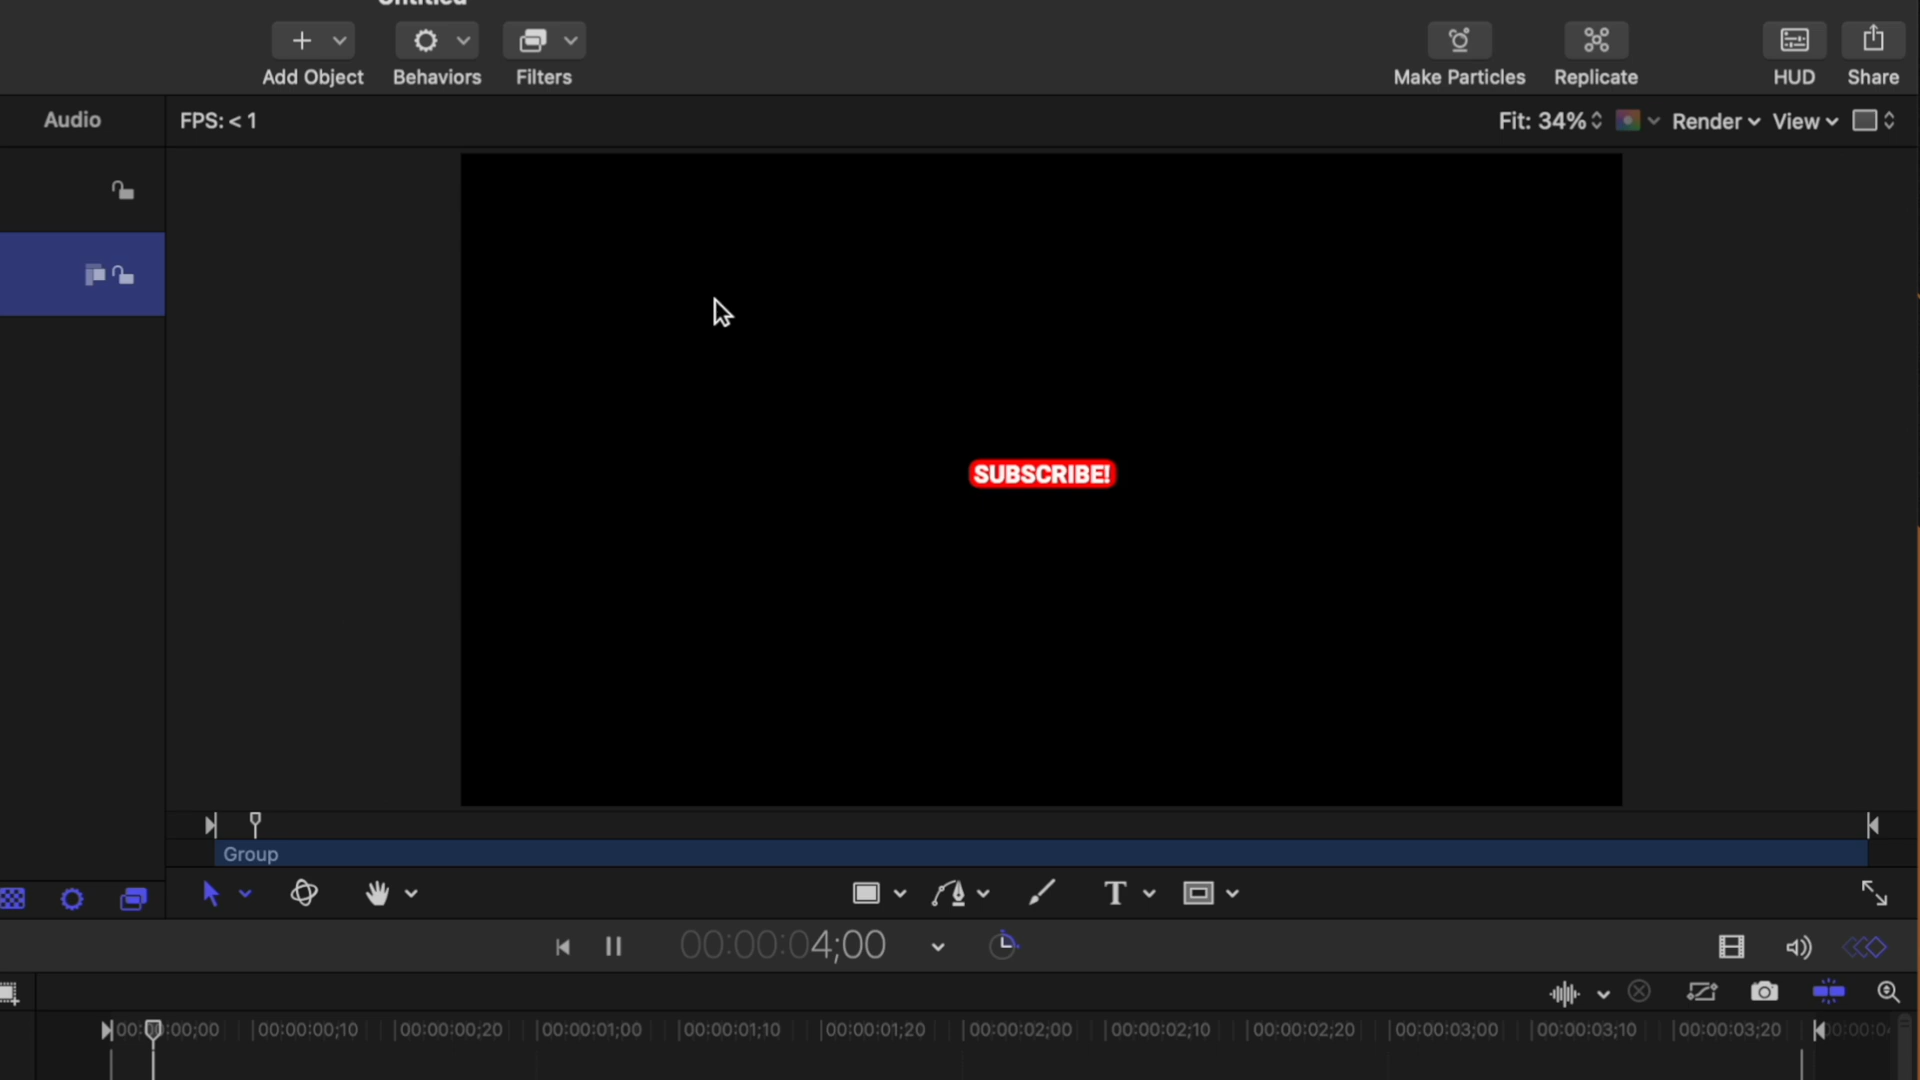 Untitled
Add Object
Behaviors
Filters
Make Particles
Replicate
HUD
Share
Audio
FPS: < 1
Fit: 34%
Render
View
SUBSCRIBE!
Group
T
00:00:04;00
00:00:00;10
00:00:00;20
00:00:01;00
00:00:01;10
00:00:01;20
00:00:02;00
00:00:02;10
00:00:02;20
00:00:03;00
00:00:03;10
00:00:03;20